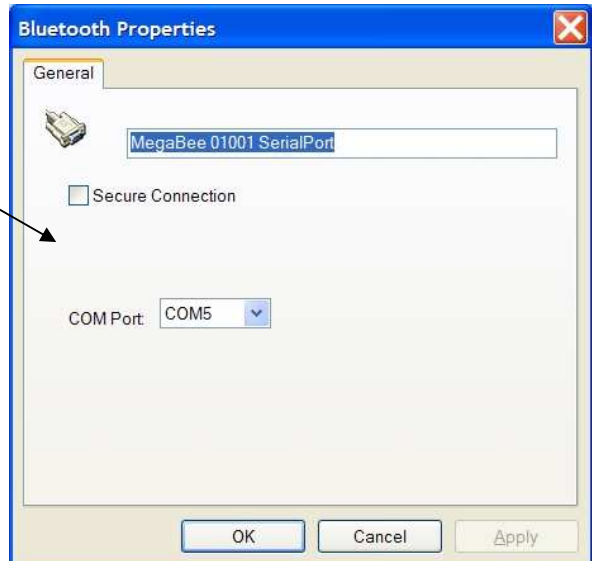 Bluetooth Properties
General
MegaBee 01001 SerialPort
Secure Connection
COM Port:
COM5
OK
Cancel
Apply